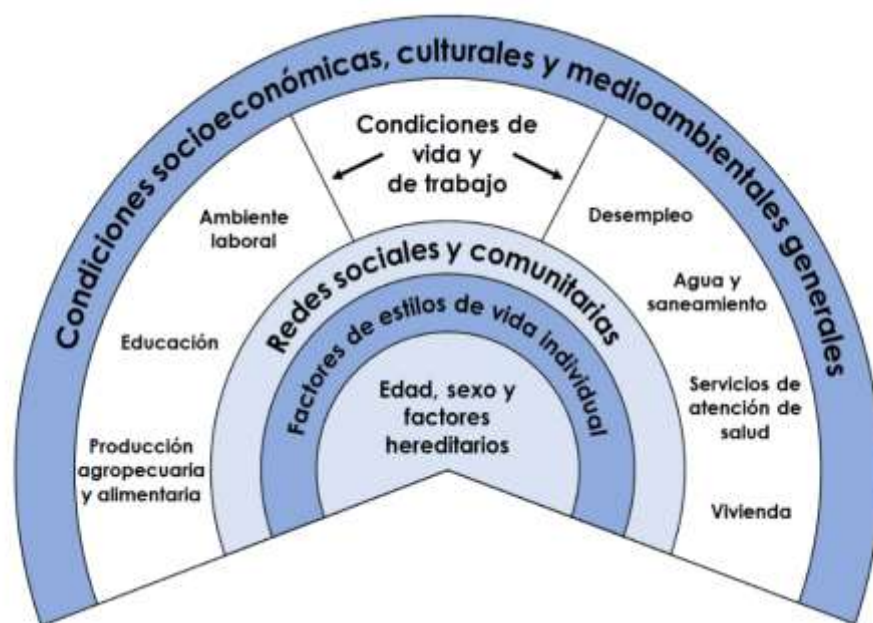 Condiciones socioeconómicas, culturales y medioambientales generales
Condiciones de
vida y
de trabajo
Ambiente
laboral
Educación
Producción
agropecuaria
y alimentaria
Desempleo
Agua y
saneamiento
Servicios de
atención de
salud
Vivienda
Redes sociales y comunitarias
Factores de estilos de vida individual
Edad, sexo y
factores
hereditarios